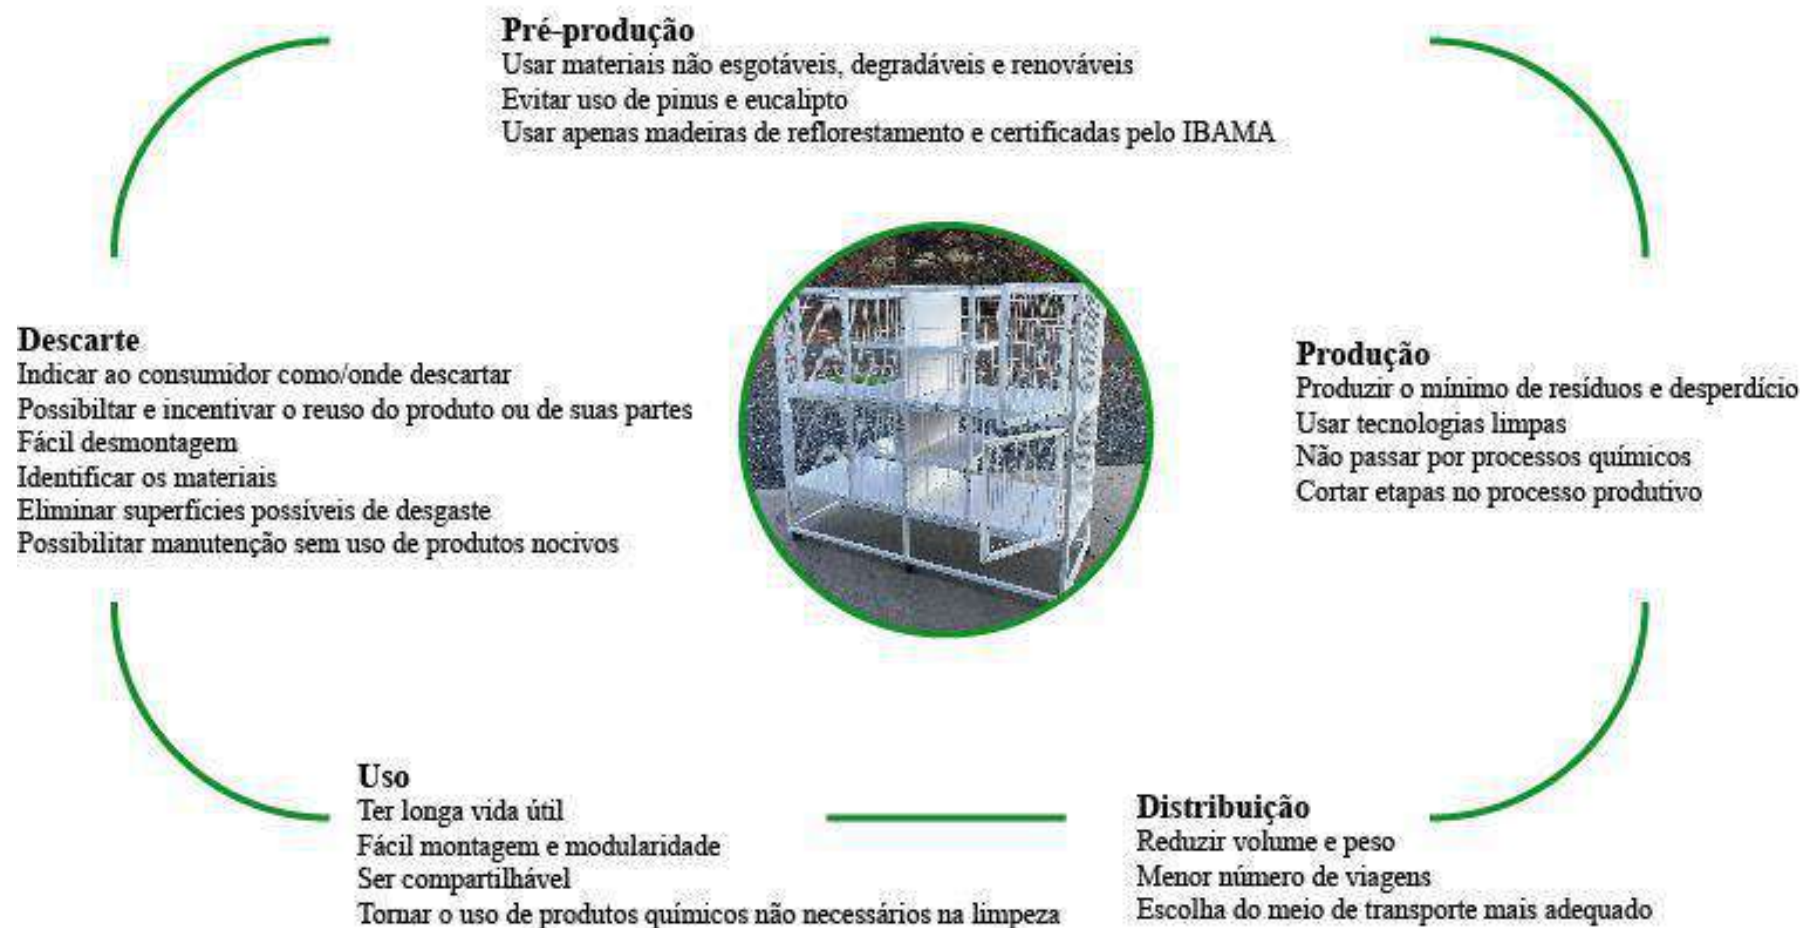 Pré-produção
Usar materiais não esgotáveis, degradáveis e renováveis
Evitar uso de pinus e eucalipto
Usar apenas madeiras de reflorestamento e certificadas pelo IBAMA
Produção
Produzir o mínimo de resíduos e desperdício
Usar tecnologias limpas
Não passar por processos químicos
Cortar etapas no processo produtivo
Distribuição
Reduzir volume e peso
Menor número de viagens
Escolha do meio de transporte mais adequado
Uso
Ter longa vida útil
Fácil montagem e modularidade
Ser compartilhável
Tornar o uso de produtos químicos não necessários na limpeza
Descarte
Indicar ao consumidor como/onde descartar
Possibiltar e incentivar o reuso do produto ou de suas partes
Fácil desmontagem
Identificar os materiais
Eliminar superfícies possíveis de desgaste
Possibilitar manutenção sem uso de produtos nocivos